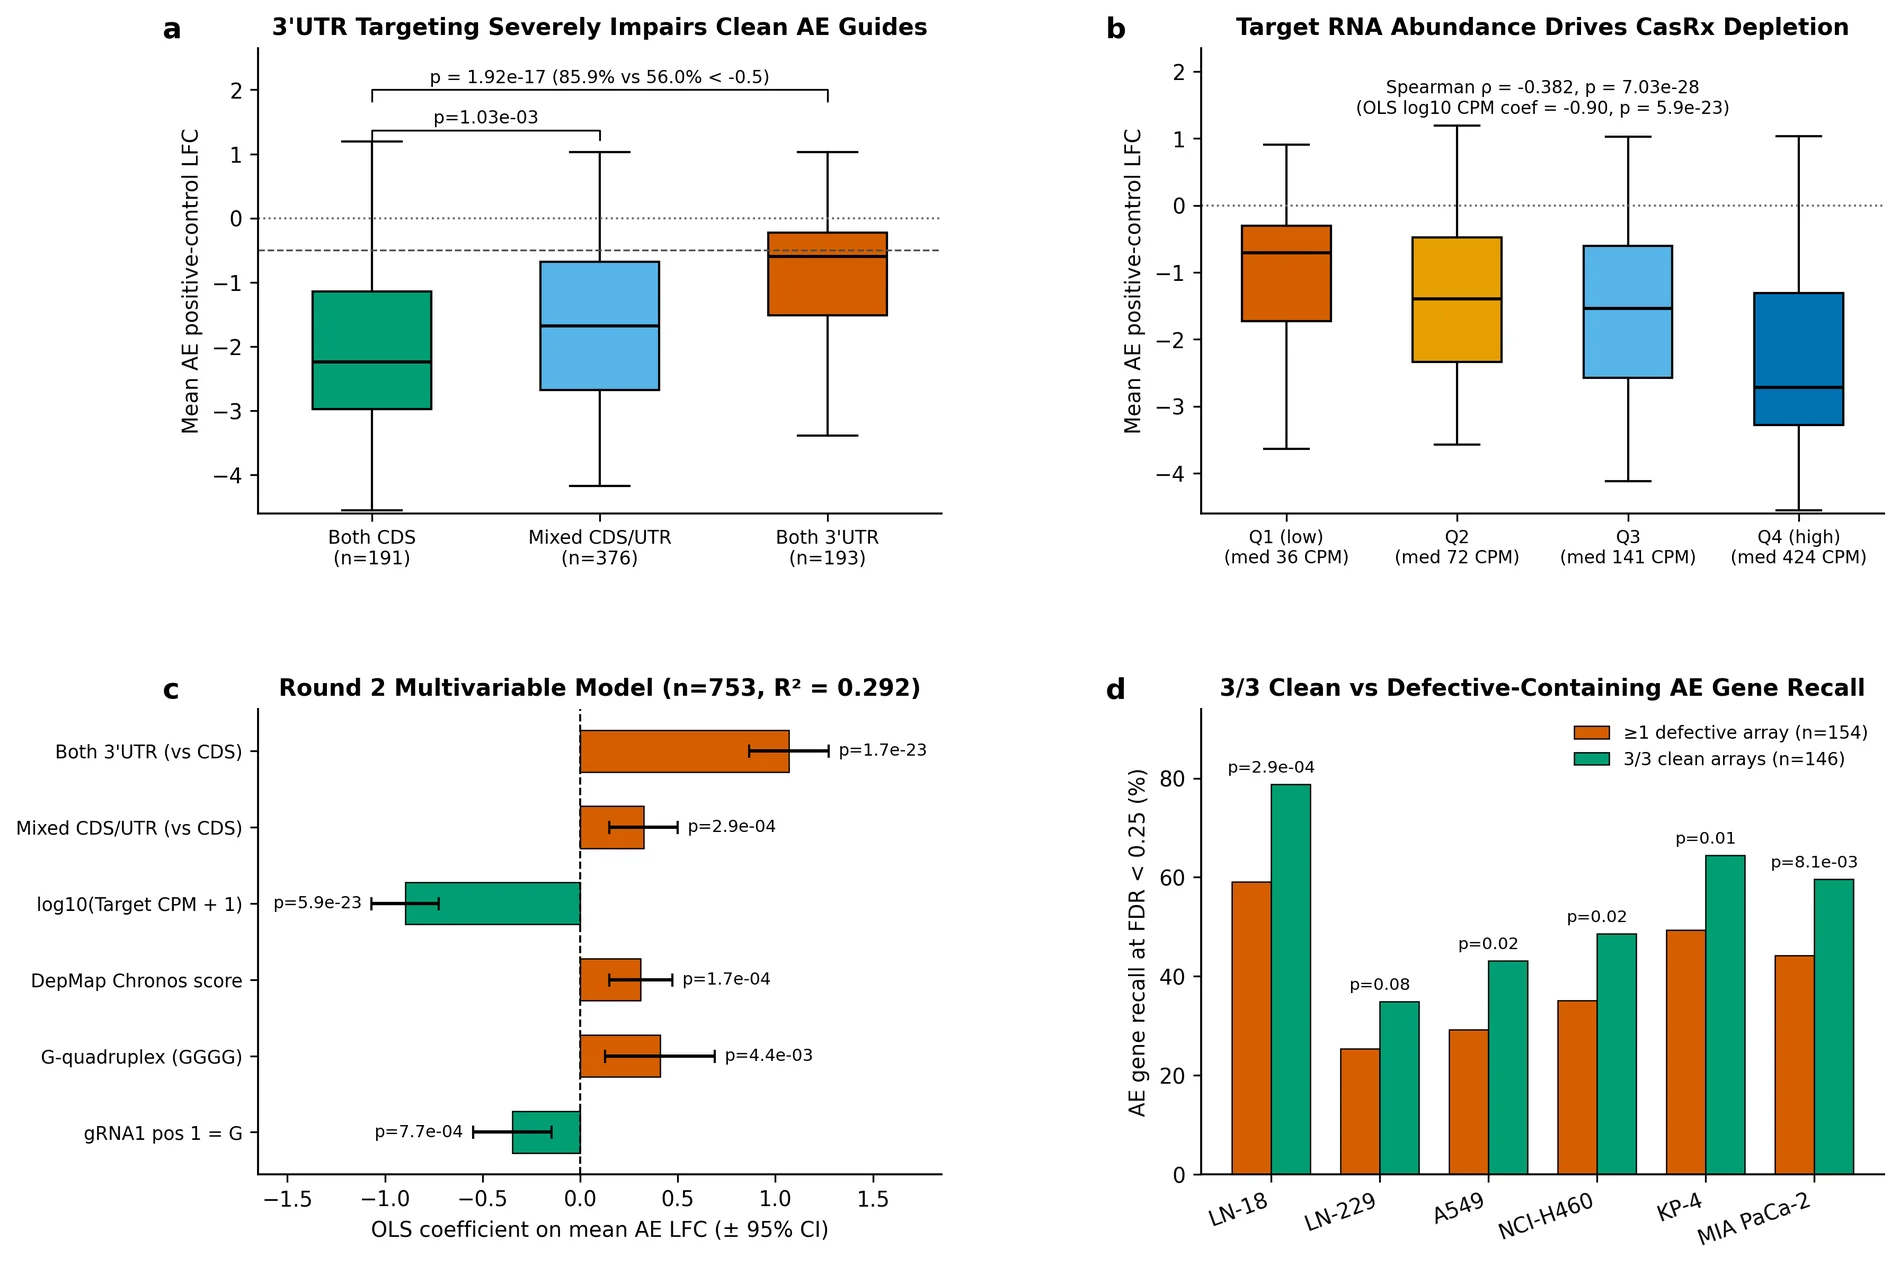 a
3'UTR Targeting Severely Impairs Clean AE Guides
p = 1.92e-17 (85.9% vs 56.0% < -0.5)
p=1.03e-03
Mean AE positive-control LFC
2
1
0
−1
−2
−3
−4
Both CDS
(n=191)
Mixed CDS/UTR
(n=376)
Both 3'UTR
(n=193)
b
Target RNA Abundance Drives CasRx Depletion
Spearman ρ = -0.382, p = 7.03e-28
(OLS log10 CPM coef = -0.90, p = 5.9e-23)
Mean AE positive-control LFC
2
1
0
−1
−2
−3
−4
Q1 (low)
(med 36 CPM)
Q2
(med 72 CPM)
Q3
(med 141 CPM)
Q4 (high)
(med 424 CPM)
c
Round 2 Multivariable Model (n=753, R² = 0.292)
Both 3'UTR (vs CDS)
p=1.7e-23
Mixed CDS/UTR (vs CDS)
p=2.9e-04
log10(Target CPM + 1)
p=5.9e-23
DepMap Chronos score
p=1.7e-04
G-quadruplex (GGGG)
p=4.4e-03
gRNA1 pos 1 = G
p=7.7e-04
−1.5 −1.0 −0.5 0.0 0.5 1.0 1.5
OLS coefficient on mean AE LFC (± 95% CI)
d
3/3 Clean vs Defective-Containing AE Gene Recall
≥1 defective array (n=154)
3/3 clean arrays (n=146)
AE gene recall at FDR < 0.25 (%)
80
60
40
20
0
p=2.9e-04
p=0.08
p=0.02
p=0.02
p=0.01
p=8.1e-03
LN-18
LN-229
A549
NCI-H460
KP-4
MIA PaCa-2